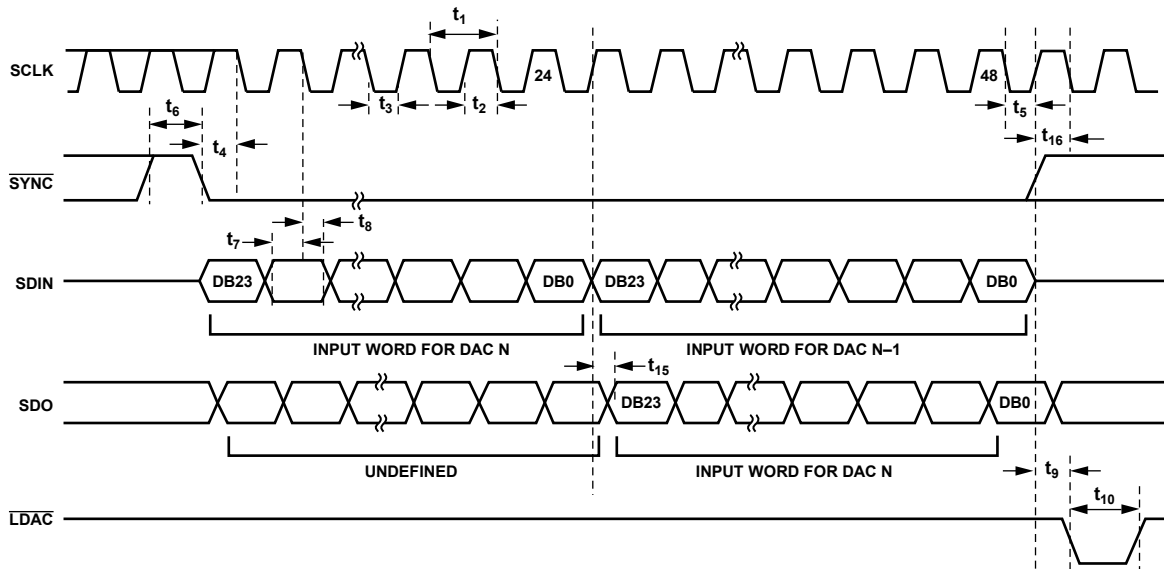 t1
SCLK
24
48
t3
t2
t5
t6
t4
t16
SYNC
t8
t7
SDIN
DB23
DB0
DB23
DB0
INPUT WORD FOR DAC N
INPUT WORD FOR DAC N–1
t15
SDO
DB23
DB0
UNDEFINED
INPUT WORD FOR DAC N
t9
t10
LDAC